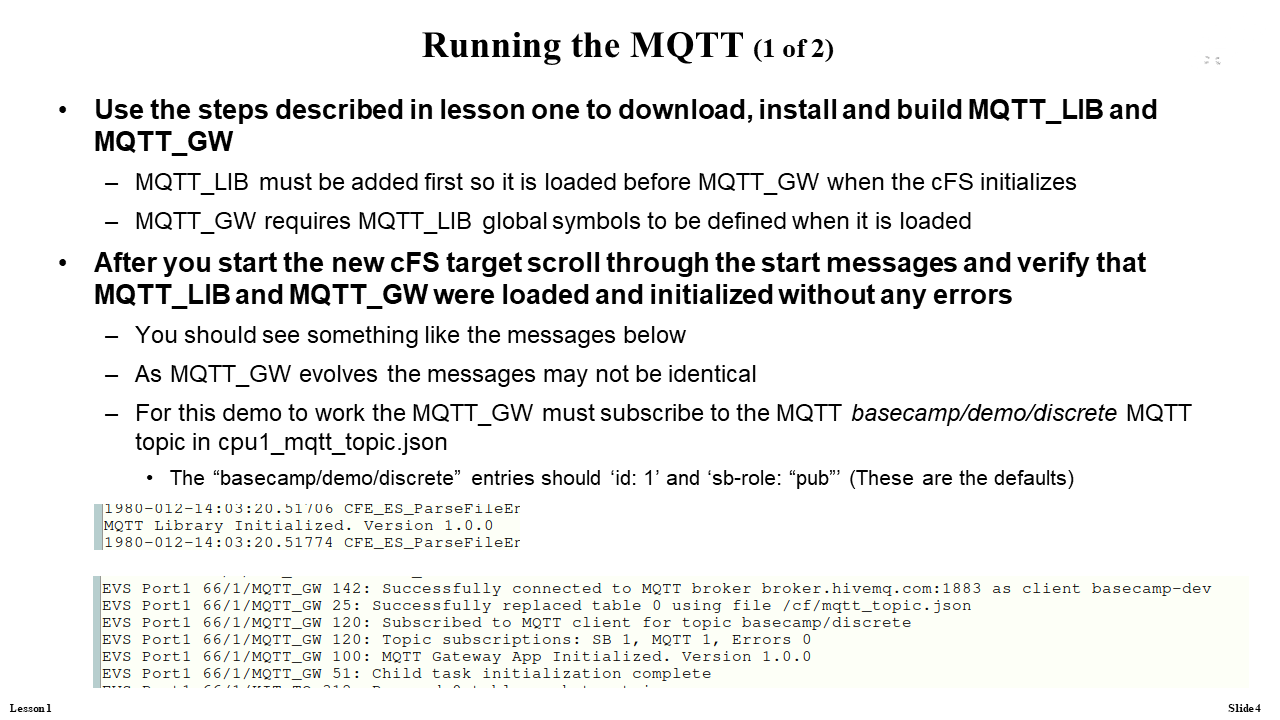 Running the MQTT (1 of 2)
• Use the steps described in lesson one to download, install and build MQTT_LIB and
MQTT_GW
– MQTT_LIB must be added first so it is loaded before MQTT_GW when the cFS initializes
– MQTT_GW requires MQTT_LIB global symbols to be defined when it is loaded
• After you start the new cFS target scroll through the start messages and verify that
MQTT_LIB and MQTT_GW were loaded and initialized without any errors
– You should see something like the messages below
– As MQTT_GW evolves the messages may not be identical
– For this demo to work the MQTT_GW must subscribe to the MQTT basecamp/demo/discrete MQTT
topic in cpu1_mqtt_topic.json
• The “basecamp/demo/discrete” entries should ‘id: 1’ and ‘sb-role: “pub”’ (These are the defaults)
1980-012-14:03:20.51706 CFE_ES_ParseFileEr
MQTT Library Initialized. Version 1.0.0
1980-012-14:03:20.51774 CFE_ES_ParseFileEr
EVS Port1 66/1/MQTT_GW 142: Successfully connected to MQTT broker broker.hivemq.com:1883 as client basecamp-dev
EVS Port1 66/1/MQTT_GW 25: Successfully replaced table 0 using file /cf/mqtt_topic.json
EVS Port1 66/1/MQTT_GW 120: Subscribed to MQTT client for topic basecamp/discrete
EVS Port1 66/1/MQTT_GW 120: Topic subscriptions: SB 1, MQTT 1, Errors 0
EVS Port1 66/1/MQTT_GW 100: MQTT Gateway App Initialized. Version 1.0.0
EVS Port1 66/1/MQTT_GW 51: Child task initialization complete
Lesson 1
Slide 4